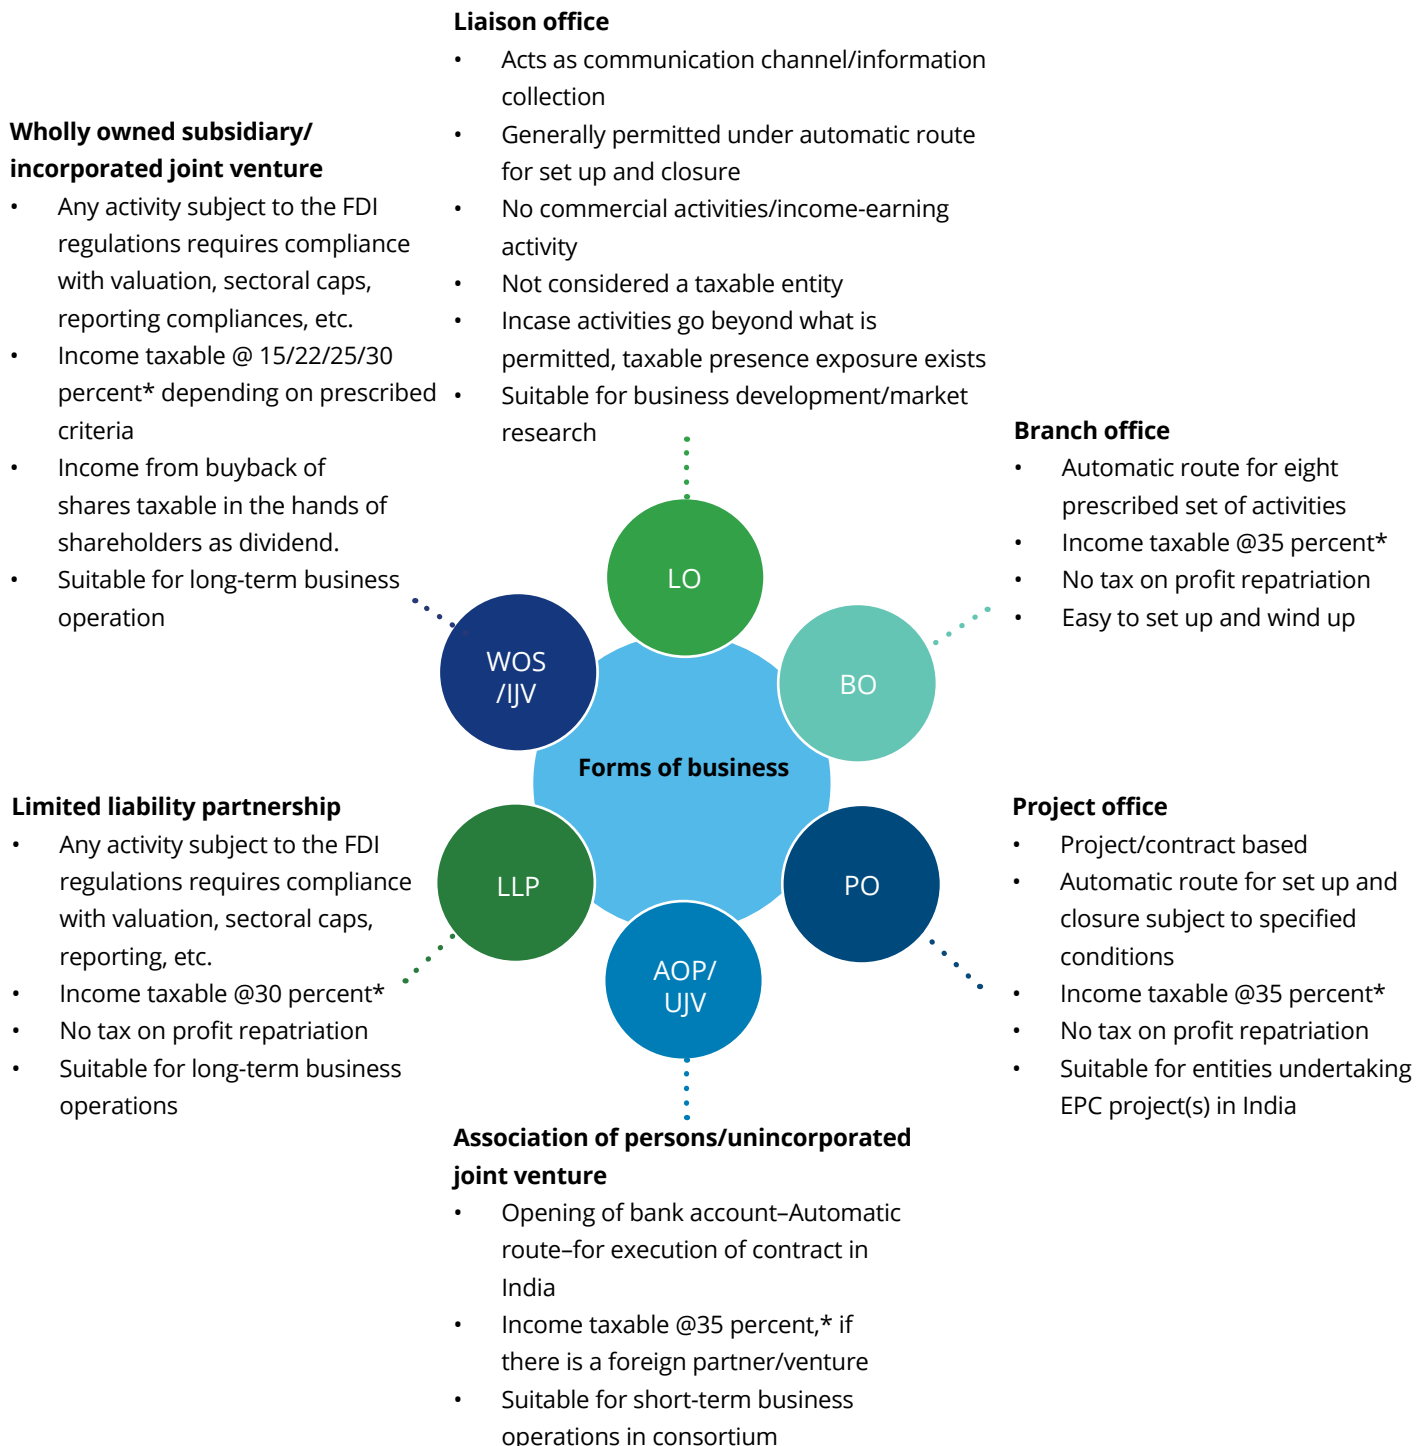 Liaison office
• Acts as communication channel/information
collection
• Generally permitted under automatic route
for set up and closure
• No commercial activities/income-earning
activity
• Not considered a taxable entity
• Incase activities go beyond what is
permitted, taxable presence exposure exists
• Suitable for business development/market
research
Wholly owned subsidiary/
incorporated joint venture
• Any activity subject to the FDI
regulations requires compliance
with valuation, sectoral caps,
reporting compliances, etc.
• Income taxable @ 15/22/25/30
percent* depending on prescribed
criteria
• Income from buyback of
shares taxable in the hands of
shareholders as dividend.
• Suitable for long-term business
operation
Branch office
• Automatic route for eight
prescribed set of activities
• Income taxable @35 percent*
• No tax on profit repatriation
• Easy to set up and wind up
LO
WOS
/IJV
BO
Forms of business
LLP
PO
AOP/
UJV
Limited liability partnership
• Any activity subject to the FDI
regulations requires compliance
with valuation, sectoral caps,
reporting, etc.
• Income taxable @30 percent*
• No tax on profit repatriation
• Suitable for long-term business
operations
Project office
• Project/contract based
• Automatic route for set up and
closure subject to specified
conditions
• Income taxable @35 percent*
• No tax on profit repatriation
• Suitable for entities undertaking
EPC project(s) in India
Association of persons/unincorporated
joint venture
• Opening of bank account–Automatic
route–for execution of contract in
India
• Income taxable @35 percent,* if
there is a foreign partner/venture
• Suitable for short-term business
operations in consortium